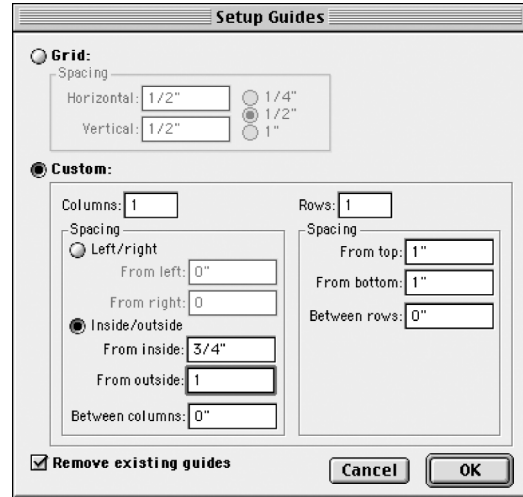 Setup Guides
Grid:
Spacing
Horizontal: 1/2"
Vertical: 1/2"
1/4"
1/2"
1"
Custom:
Columns: 1
Spacing
Left/right
From left: 0"
From right: 0
Inside/outside
From inside: 3/4"
From outside: 1
Between columns: 0"
Rows: 1
Spacing
From top: 1"
From bottom: 1"
Between rows: 0"
Remove existing guides
Cancel
OK